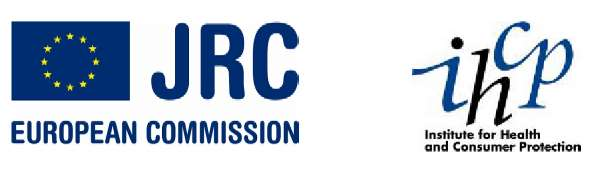 JRC
EUROPEAN COMMISSION
ihcp
Institute for Health
and Consumer Protection